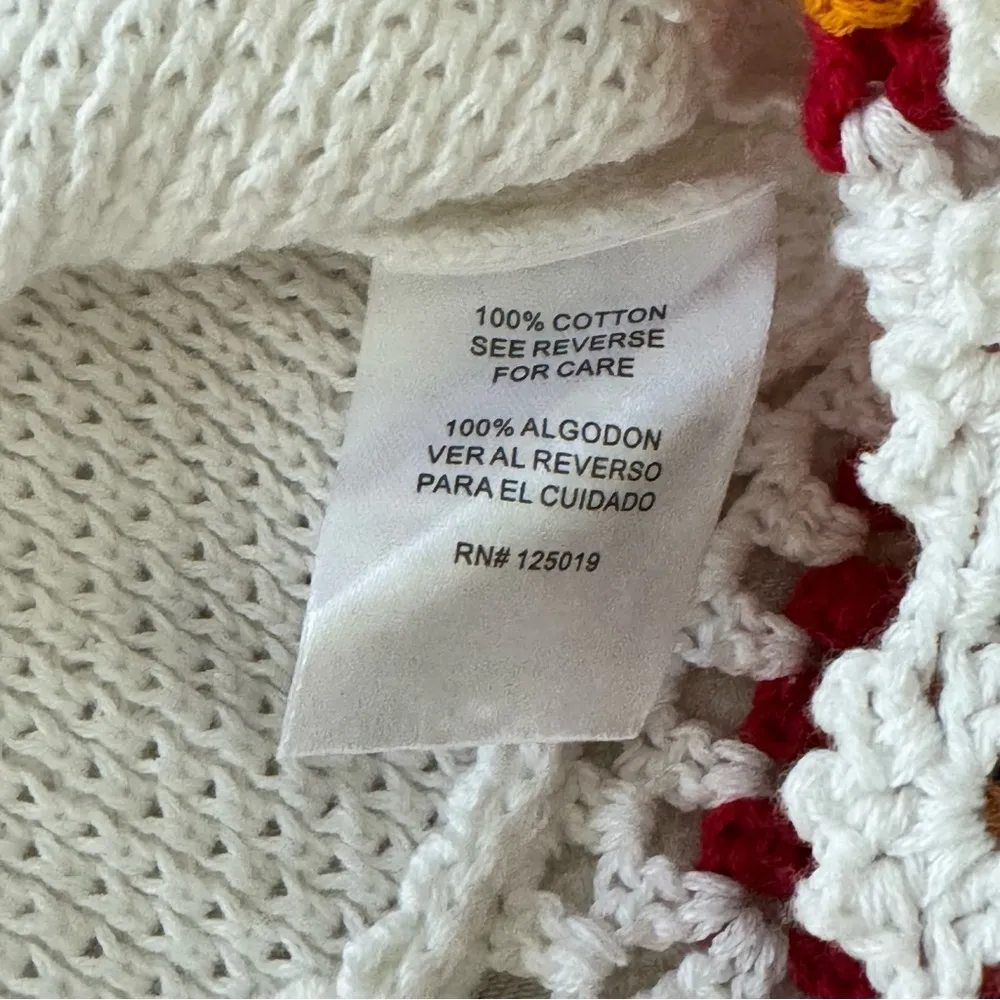 100% COTTON
SEE REVERSE
FOR CARE
100% ALGODON
VER AL REVERSO
PARA EL CUIDADO
RN# 125019